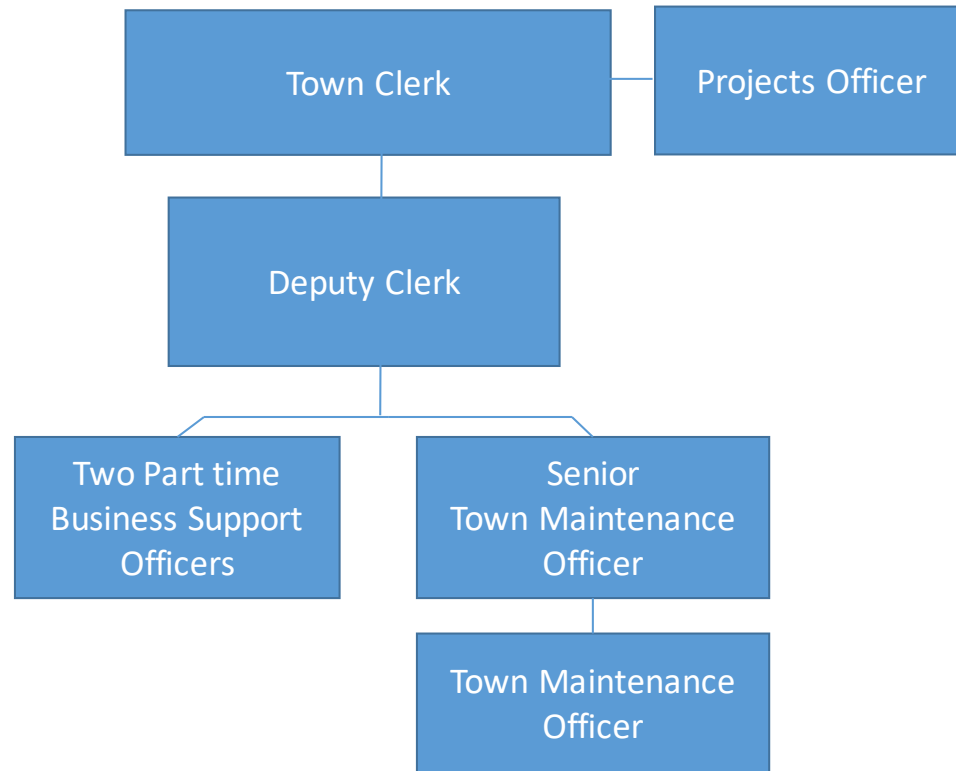 Town Clerk
Projects Officer
Deputy Clerk
Two Part time
Business Support
Officers
Senior
Town Maintenance
Officer
Town Maintenance
Officer